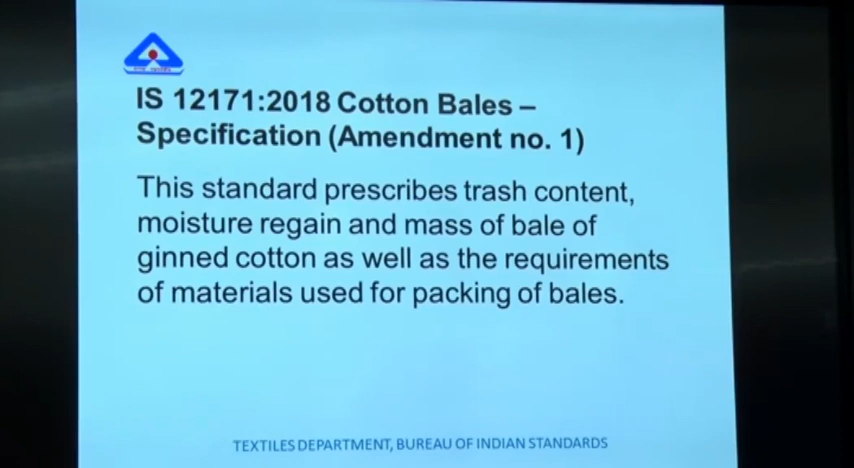 IS 12171:2018 Cotton Bales –
Specification (Amendment no. 1)
This standard prescribes trash content,
moisture regain and mass of bale of
ginned cotton as well as the requirements
of materials used for packing of bales.
TEXTILES DEPARTMENT, BUREAU OF INDIAN STANDARDS